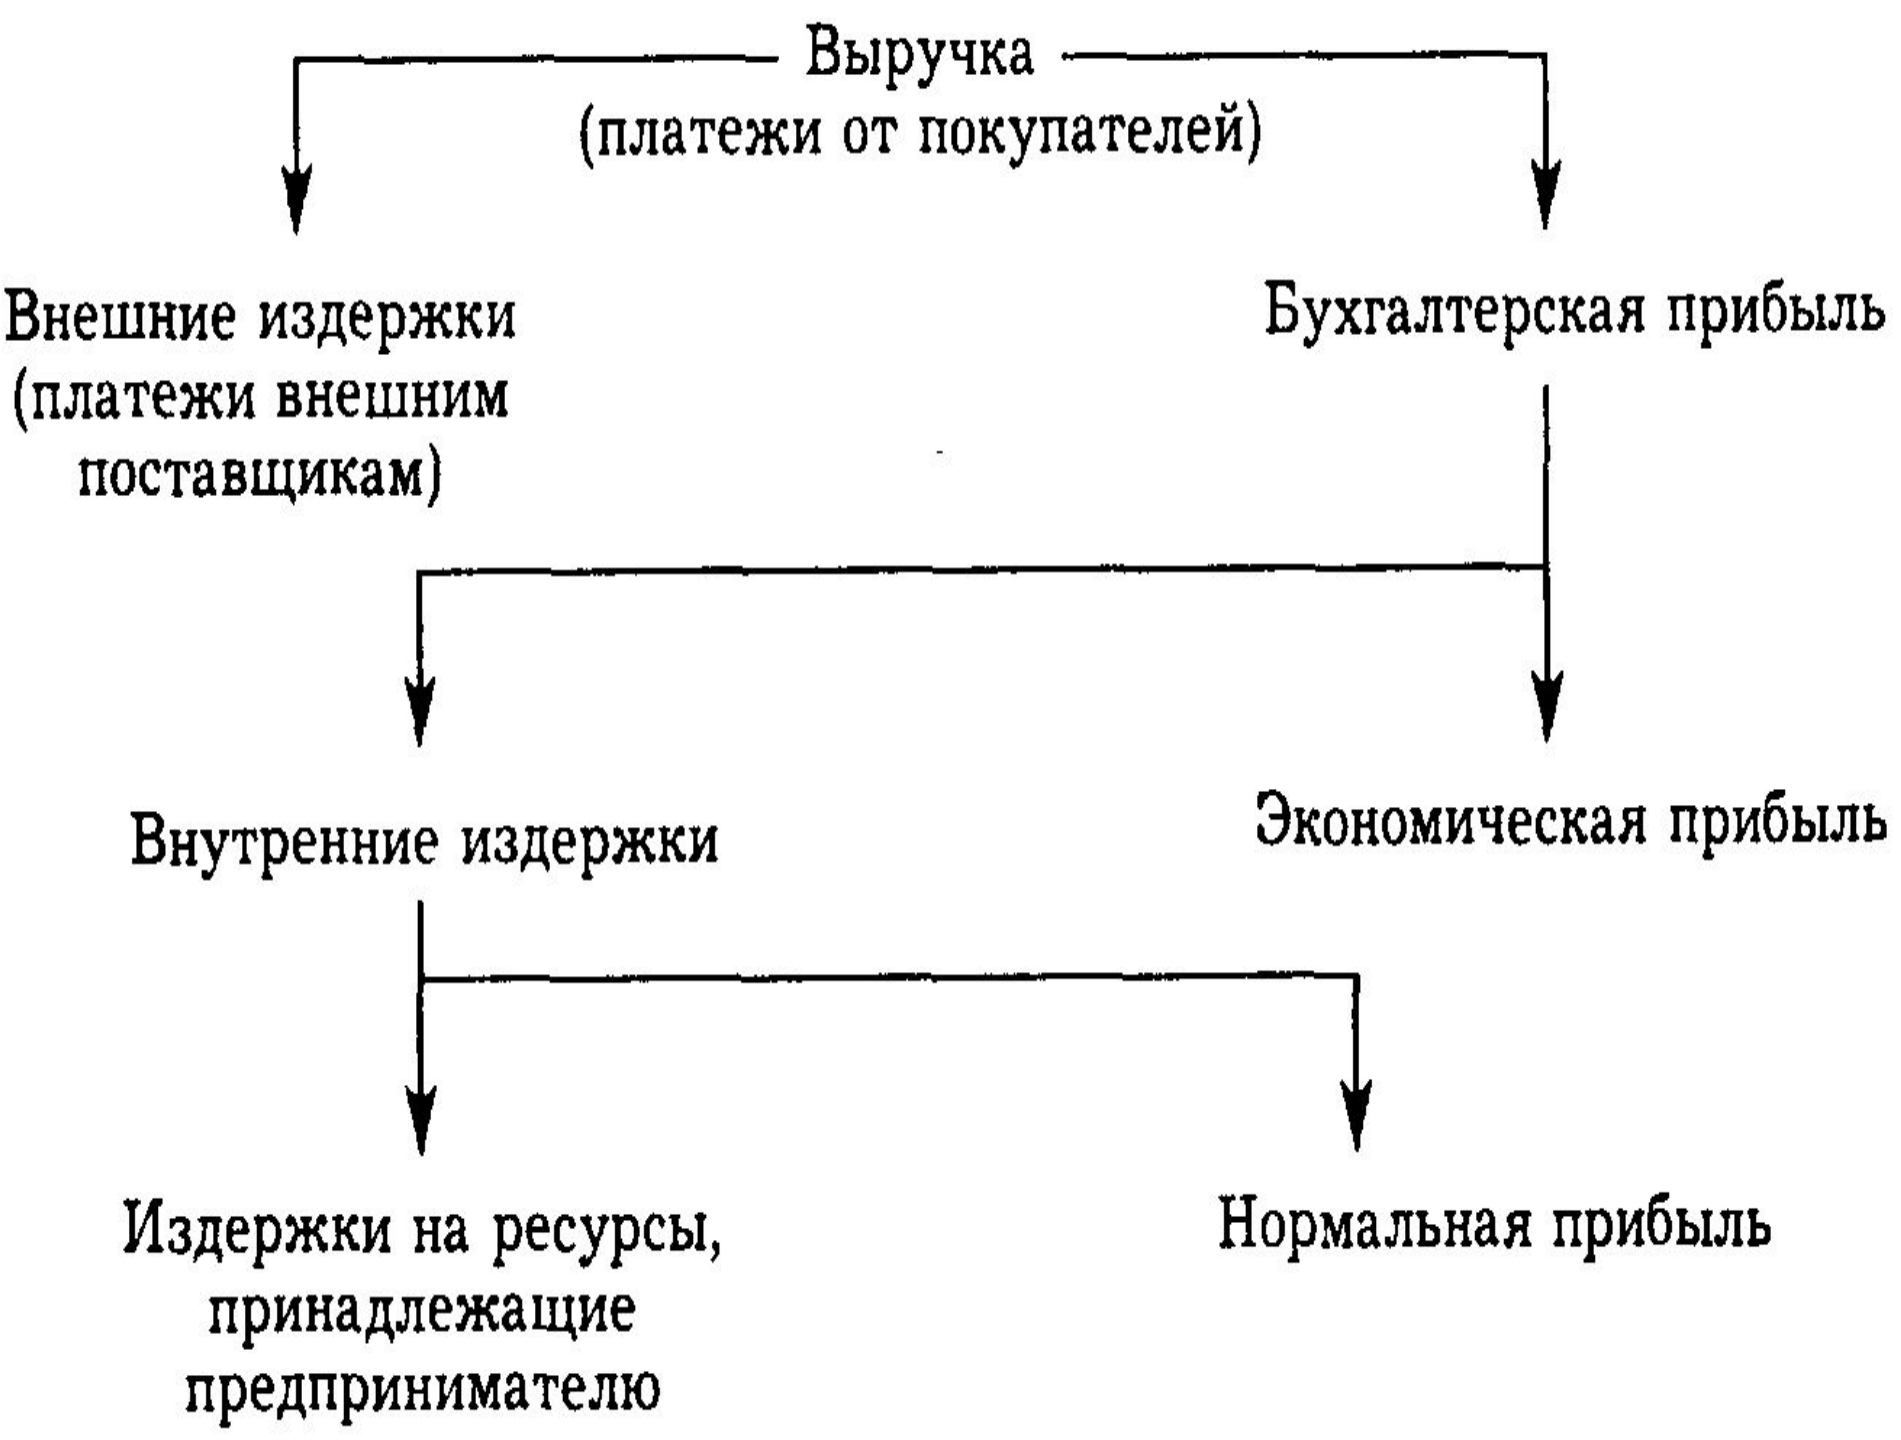 Выручка
(платежи от покупателей)
Внешние издержки
(платежи внешним
поставщикам)
Бухгалтерская прибыль
Внутренние издержки
Экономическая прибыль
Издержки на ресурсы,
принадлежащие
предпринимателю
Нормальная прибыль